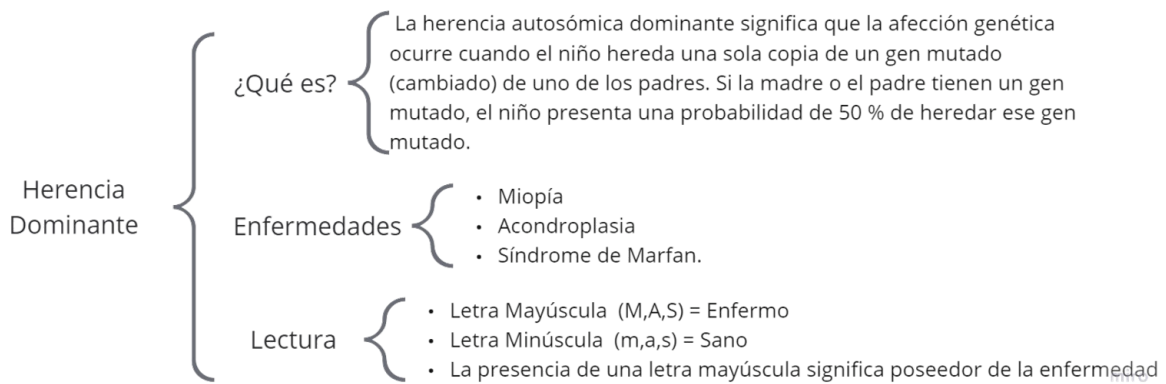 Herencia
Dominante
¿Qué es?
La herencia autosómica dominante significa que la afección genética
ocurre cuando el niño hereda una sola copia de un gen mutado
(cambiado) de uno de los padres. Si la madre o el padre tienen un gen
mutado, el niño presenta una probabilidad de 50 % de heredar ese gen
mutado.
Enfermedades
• Miopía
• Acondroplasia
• Síndrome de Marfan.
Lectura
• Letra Mayúscula (M,A,S) = Enfermo
• Letra Minúscula (m,a,s) = Sano
• La presencia de una letra mayúscula significa poseedor de la enfermedad
miro